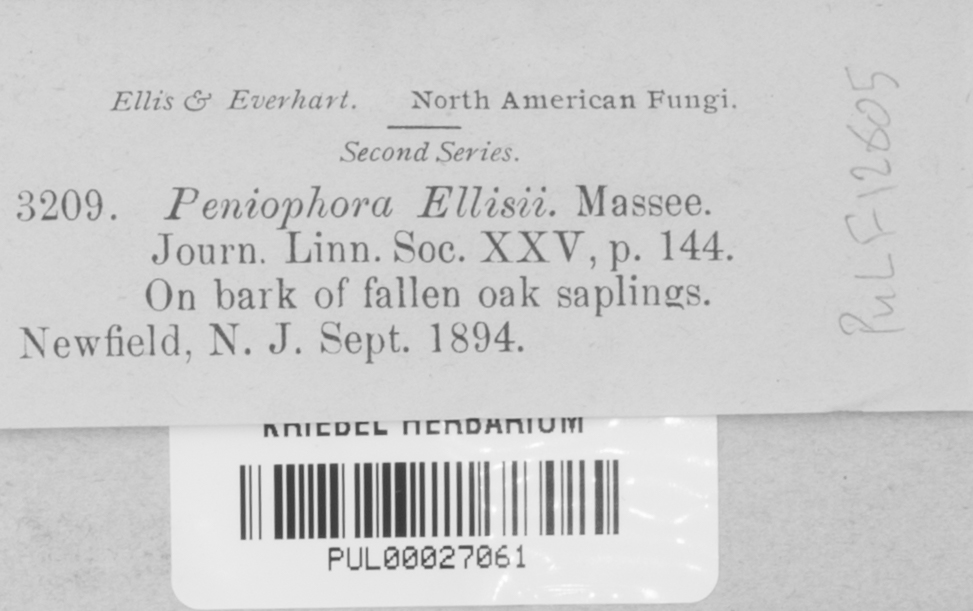 Ellis & Everhart. North American Fungi.
Second Series.
3209. Peniophora Ellisii. Massee.
Journ. Linn. Soc. XXV, p. 144.
On bark of fallen oak saplings.
Newfield, N. J. Sept. 1894.
PUL F12605
KRIEBEL HERBARIUM
PUL00027061